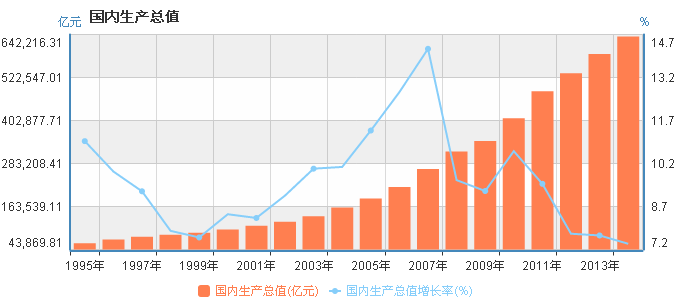 亿元 国内生产总值 %
642,216.31 14.7
522,547.01 13.2
402,877.71 11.7
283,208.41 10.2
163,539.11 8.7
43,869.81 7.2
1995年 1997年 1999年 2001年 2003年 2005年 2007年 2009年 2011年 2013年
国内生产总值(亿元) 国内生产总值增长率(%)